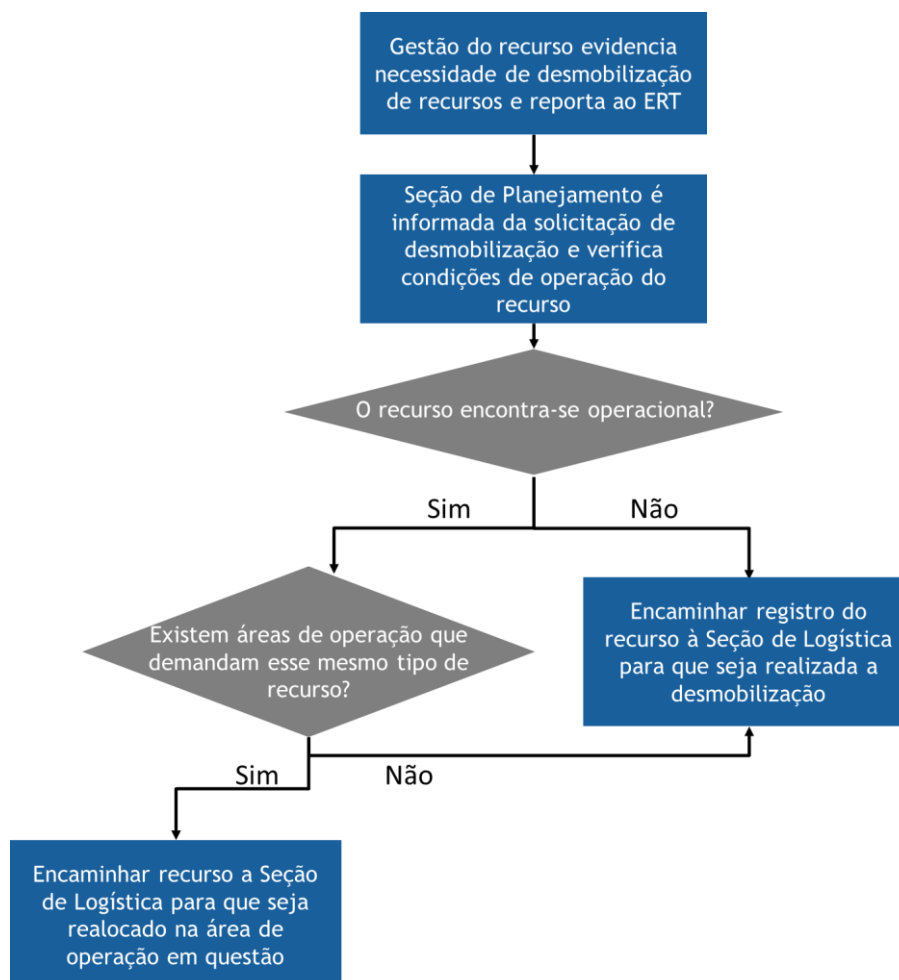 Gestão do recurso evidencia
necessidade de desmobilização
de recursos e reporta ao ERT
Seção de Planejamento é
informada da solicitação de
desmobilização e verifica
condições de operação do
recurso
O recurso encontra-se operacional?
Sim
Não
Existem áreas de operação que
demandam esse mesmo tipo de
recurso?
Encaminhar registro do
recurso à Seção de Logística
para que seja realizada a
desmobilização
Sim
Não
Encaminhar recurso a Seção
de Logística para que seja
realocado na área de
operação em questão